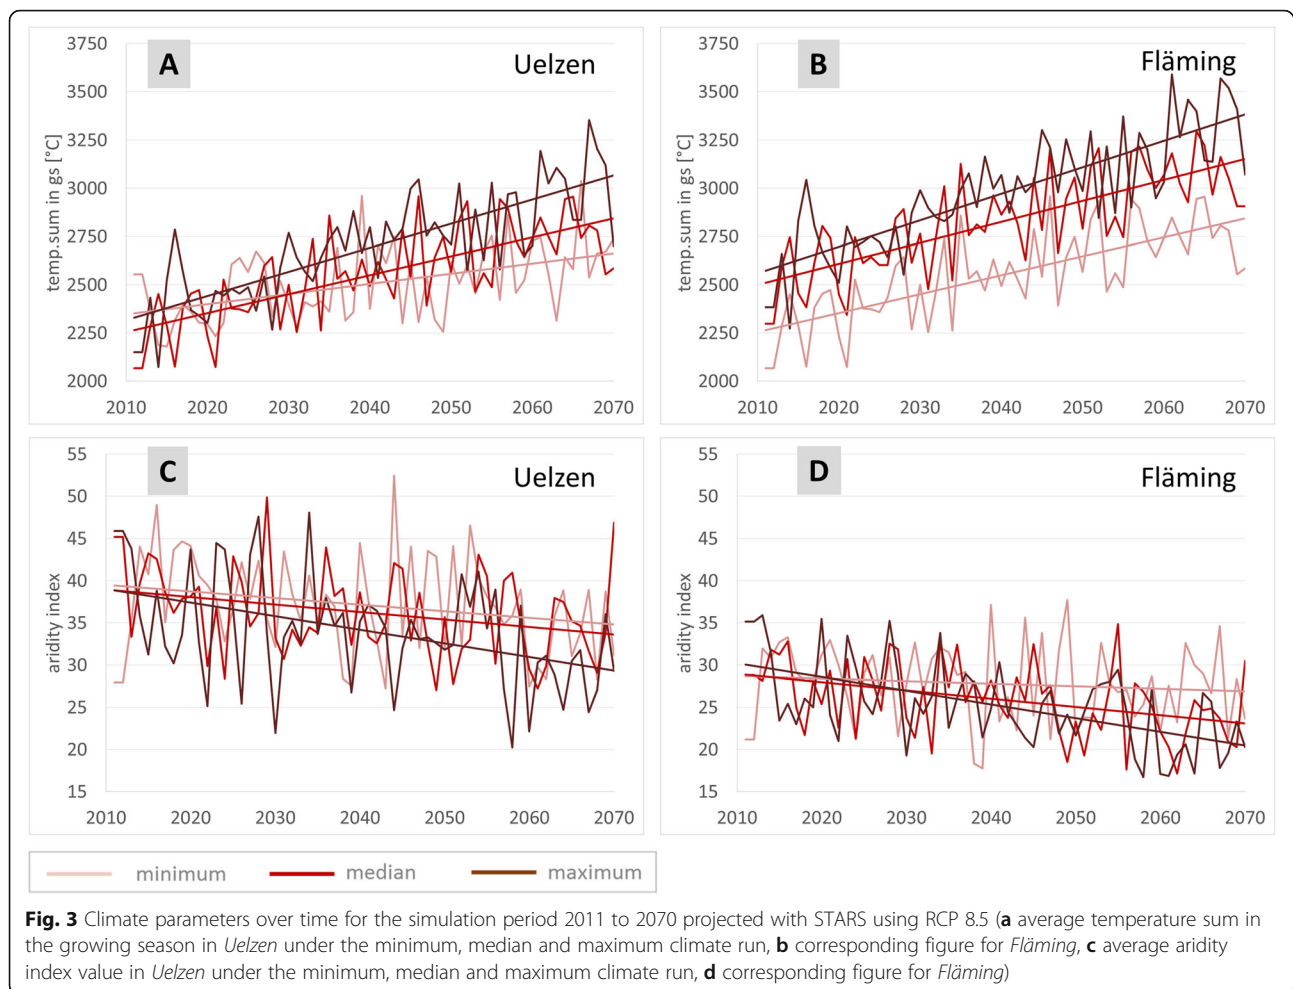 A
Uelzen
temp.sum in gs [°C]
3750
3500
3250
3000
2750
2500
2250
2000
2010 2020 2030 2040 2050 2060 2070
B
Fläming
temp.sum in gs [°C]
3750
3500
3250
3000
2750
2500
2250
2000
2010 2020 2030 2040 2050 2060 2070
C
Uelzen
aridity index
55
50
45
40
35
30
25
20
15
2010 2020 2030 2040 2050 2060 2070
D
Fläming
aridity index
55
50
45
40
35
30
25
20
15
2010 2020 2030 2040 2050 2060 2070
minimum median maximum
Fig. 3 Climate parameters over time for the simulation period 2011 to 2070 projected with STARS using RCP 8.5 (a average temperature sum in
the growing season in Uelzen under the minimum, median and maximum climate run, b corresponding figure for Fläming, c average aridity
index value in Uelzen under the minimum, median and maximum climate run, d corresponding figure for Fläming)